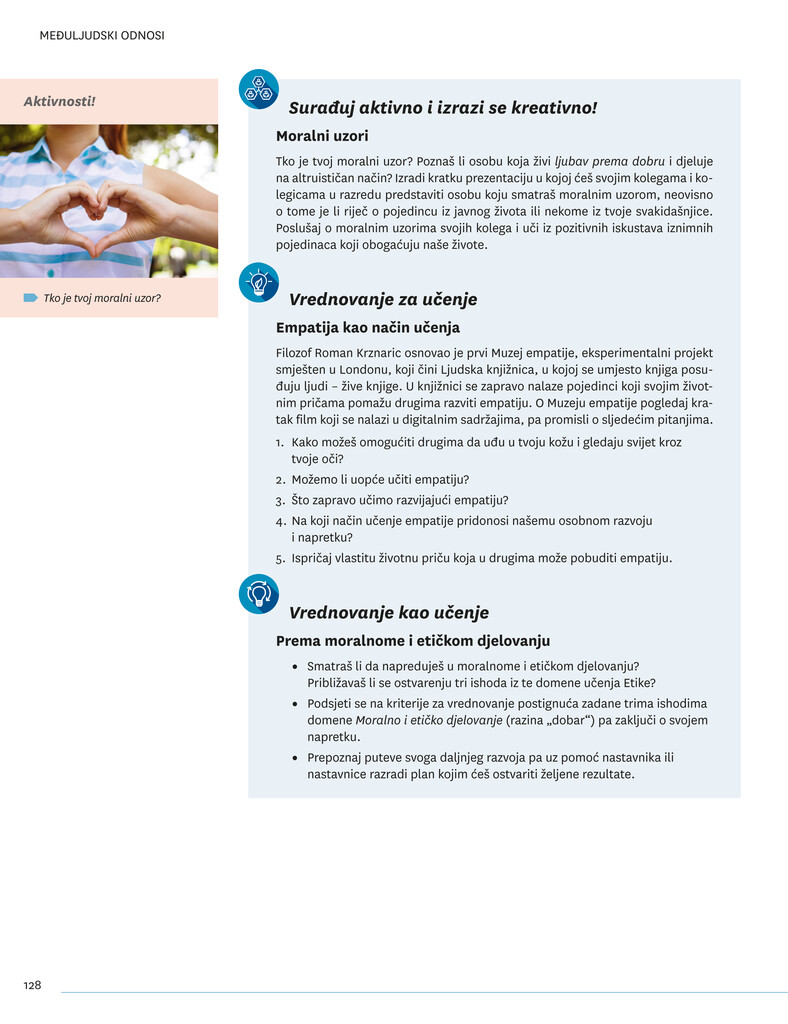 MEĐULJUDSKI ODNOSI
Aktivnosti!
Tko je tvoj moralni uzor?
Surađuj aktivno i izrazi se kreativno!
Moralni uzori
Tko je tvoj moralni uzor? Poznaš li osobu koja živi ljubav prema dobru i djeluje
na altruističan način? Izradi kratku prezentaciju u kojoj ćeš svojim kolegama i ko-
legicama u razredu predstaviti osobu koju smatraš moralnim uzorom, neovisno
o tome je li riječ o pojedincu iz javnog života ili nekome iz tvoje svakidašnjice.
Poslušaj o moralnim uzorima svojih kolega i uči iz pozitivnih iskustava iznimnih
pojedinaca koji obogaćuju naše živote.
Vrednovanje za učenje
Empatija kao način učenja
Filozof Roman Krznaric osnovao je prvi Muzej empatije, eksperimentalni projekt
smješten u Londonu, koji čini Ljudska knjižnica, u kojoj se umjesto knjiga posu-
đuju ljudi – žive knjige. U knjižnici se zapravo nalaze pojedinci koji svojim život-
nim pričama pomažu drugima razviti empatiju. O Muzeju empatije pogledaj kra-
tak film koji se nalazi u digitalnim sadržajima, pa promisli o sljedećim pitanjima.
1. Kako možeš omogućiti drugima da uđu u tvoju kožu i gledaju svijet kroz
tvoje oči?
2. Možemo li uopće učiti empatiju?
3. Što zapravo učimo razvijajući empatiju?
4. Na koji način učenje empatije pridonosi našemu osobnom razvoju
i napretku?
5. Ispričaj vlastitu životnu priču koja u drugima može pobuditi empatiju.
Vrednovanje kao učenje
Prema moralnome i etičkom djelovanju
• Smatraš li da napreduješ u moralnome i etičkom djelovanju?
Približavaš li se ostvarenju tri ishoda iz te domene učenja Etike?
• Podsjeti se na kriterije za vrednovanje postignuća zadane trima ishodima
domene Moralno i etičko djelovanje (razina „dobar“) pa zaključi o svojem
napretku.
• Prepoznaj puteve svoga daljnjeg razvoja pa uz pomoć nastavnika ili
nastavnice razradi plan kojim ćeš ostvariti željene rezultate.
128